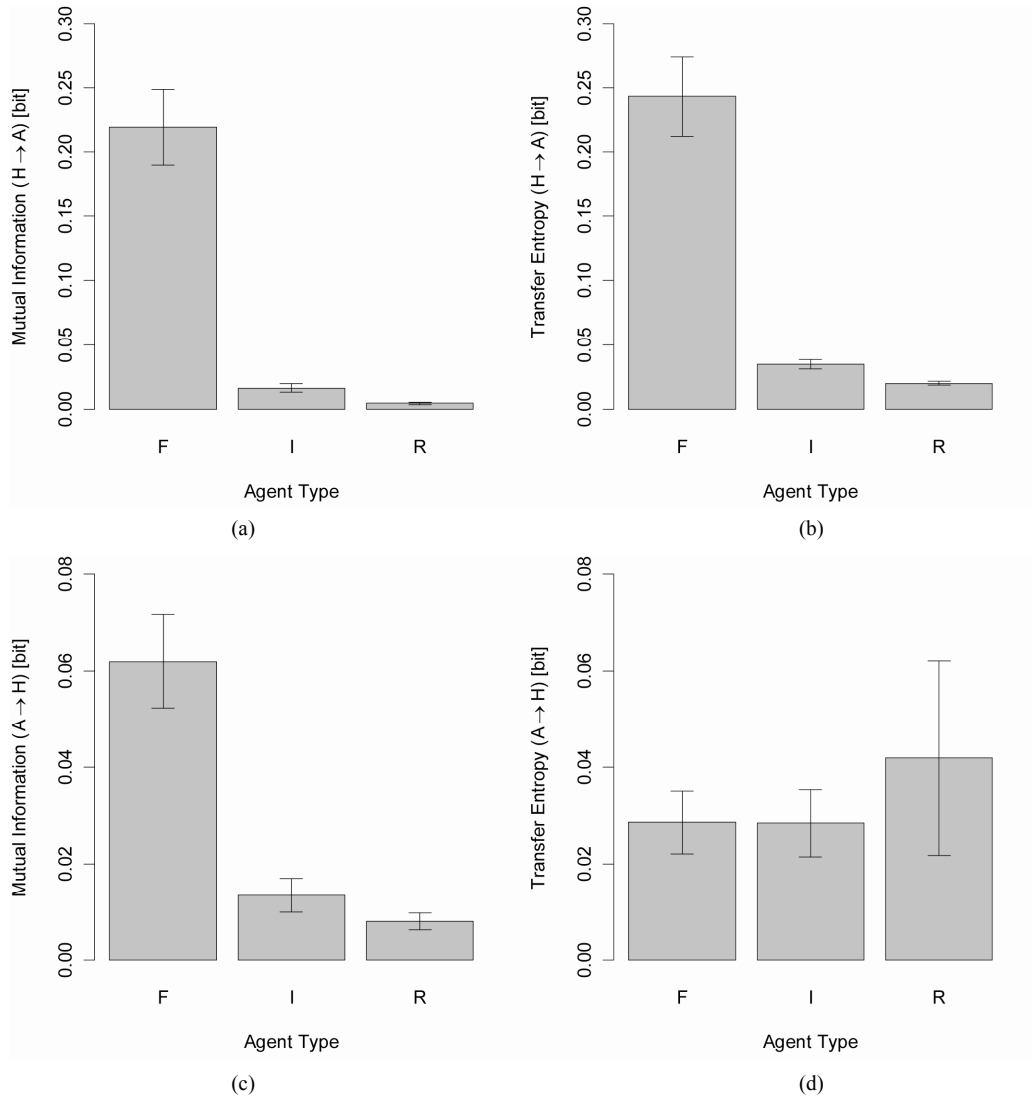 Mutual Information (H → A) [bit]
0.00 0.05 0.10 0.15 0.20 0.25 0.30
F I R
Agent Type
(a)
Transfer Entropy (H → A) [bit]
0.00 0.05 0.10 0.15 0.20 0.25 0.30
F I R
Agent Type
(b)
Mutual Information (A → H) [bit]
0.00 0.02 0.04 0.06 0.08
F I R
Agent Type
(c)
Transfer Entropy (A → H) [bit]
0.00 0.02 0.04 0.06 0.08
F I R
Agent Type
(d)